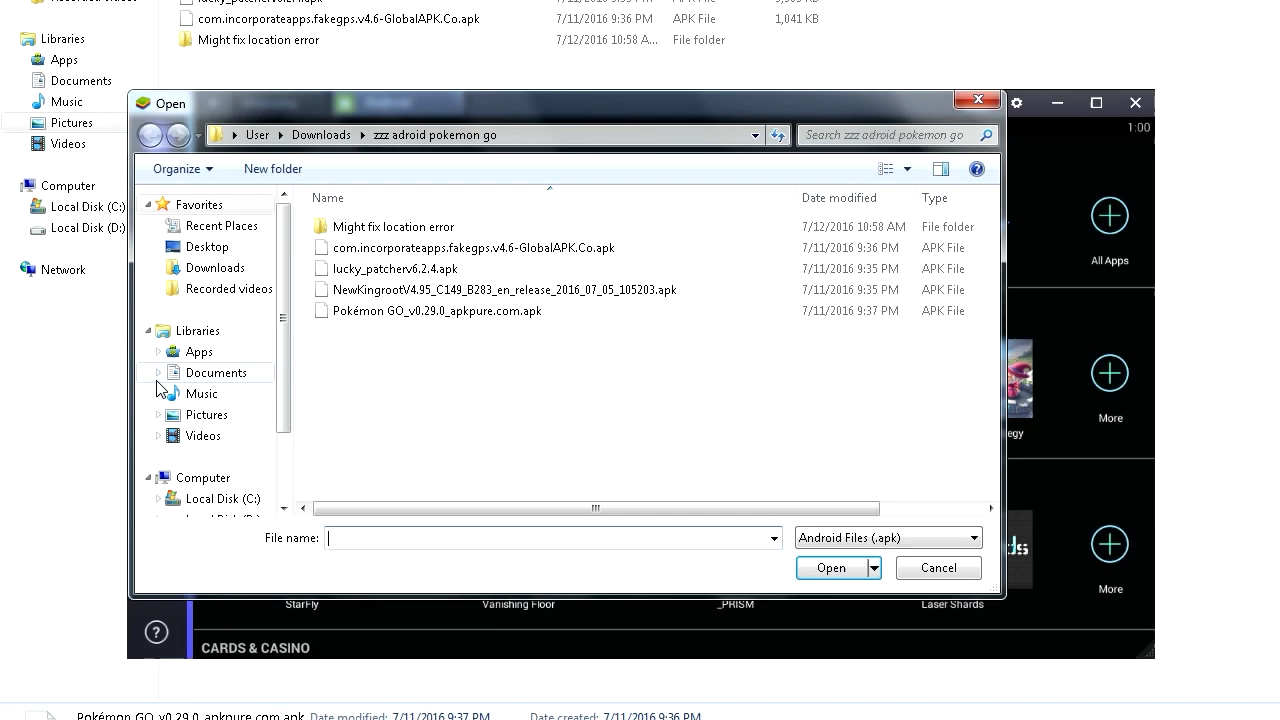 com.incorporateapps.fakegps.v4.6-GlobalAPK.Co.apk 7/11/2016 9:36 PM APK File 1,041 KB
Might fix location error 7/12/2016 10:58 A... File folder
Libraries
Apps
Documents
Music
Pictures
Videos
Computer
Local Disk (C:)
Local Disk (D:)
Network
Open
User Downloads zzz adroid pokemon go
Search zzz adroid pokemon go
Organize New folder
Name Date modified Type
Favorites
Recent Places
Desktop
Downloads
Recorded videos
Libraries
Apps
Documents
Music
Pictures
Videos
Computer
Local Disk (C:)
Might fix location error 7/12/2016 10:58 AM File folder
com.incorporateapps.fakegps.v4.6-GlobalAPK.Co.apk 7/11/2016 9:36 PM APK File
lucky_patcherv6.2.4.apk 7/11/2016 9:35 PM APK File
NewKingrootV4.95_C149_B283_en_release_2016_07_05_105203.apk 7/11/2016 9:35 PM APK File
Pokémon GO_v0.29.0_apkpure.com.apk 7/11/2016 9:37 PM APK File
File name:
Android Files (.apk)
Open Cancel
1:00
All Apps
egy
More
ds
More
StarFly Vanishing Floor _PRISM Laser Shards
?
CARDS & CASINO
Pokémon GO_v0.29.0_apkpure.com.apk Date modified: 7/11/2016 9:37 PM Date created: 7/11/2016 9:36 PM